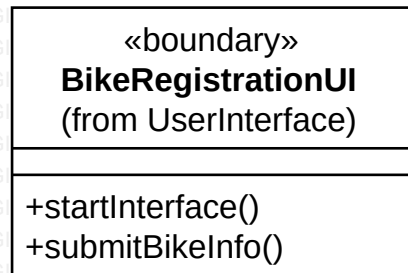 «boundary»
BikeRegistrationUI
(from UserInterface)
+startInterface()
+submitBikeInfo()